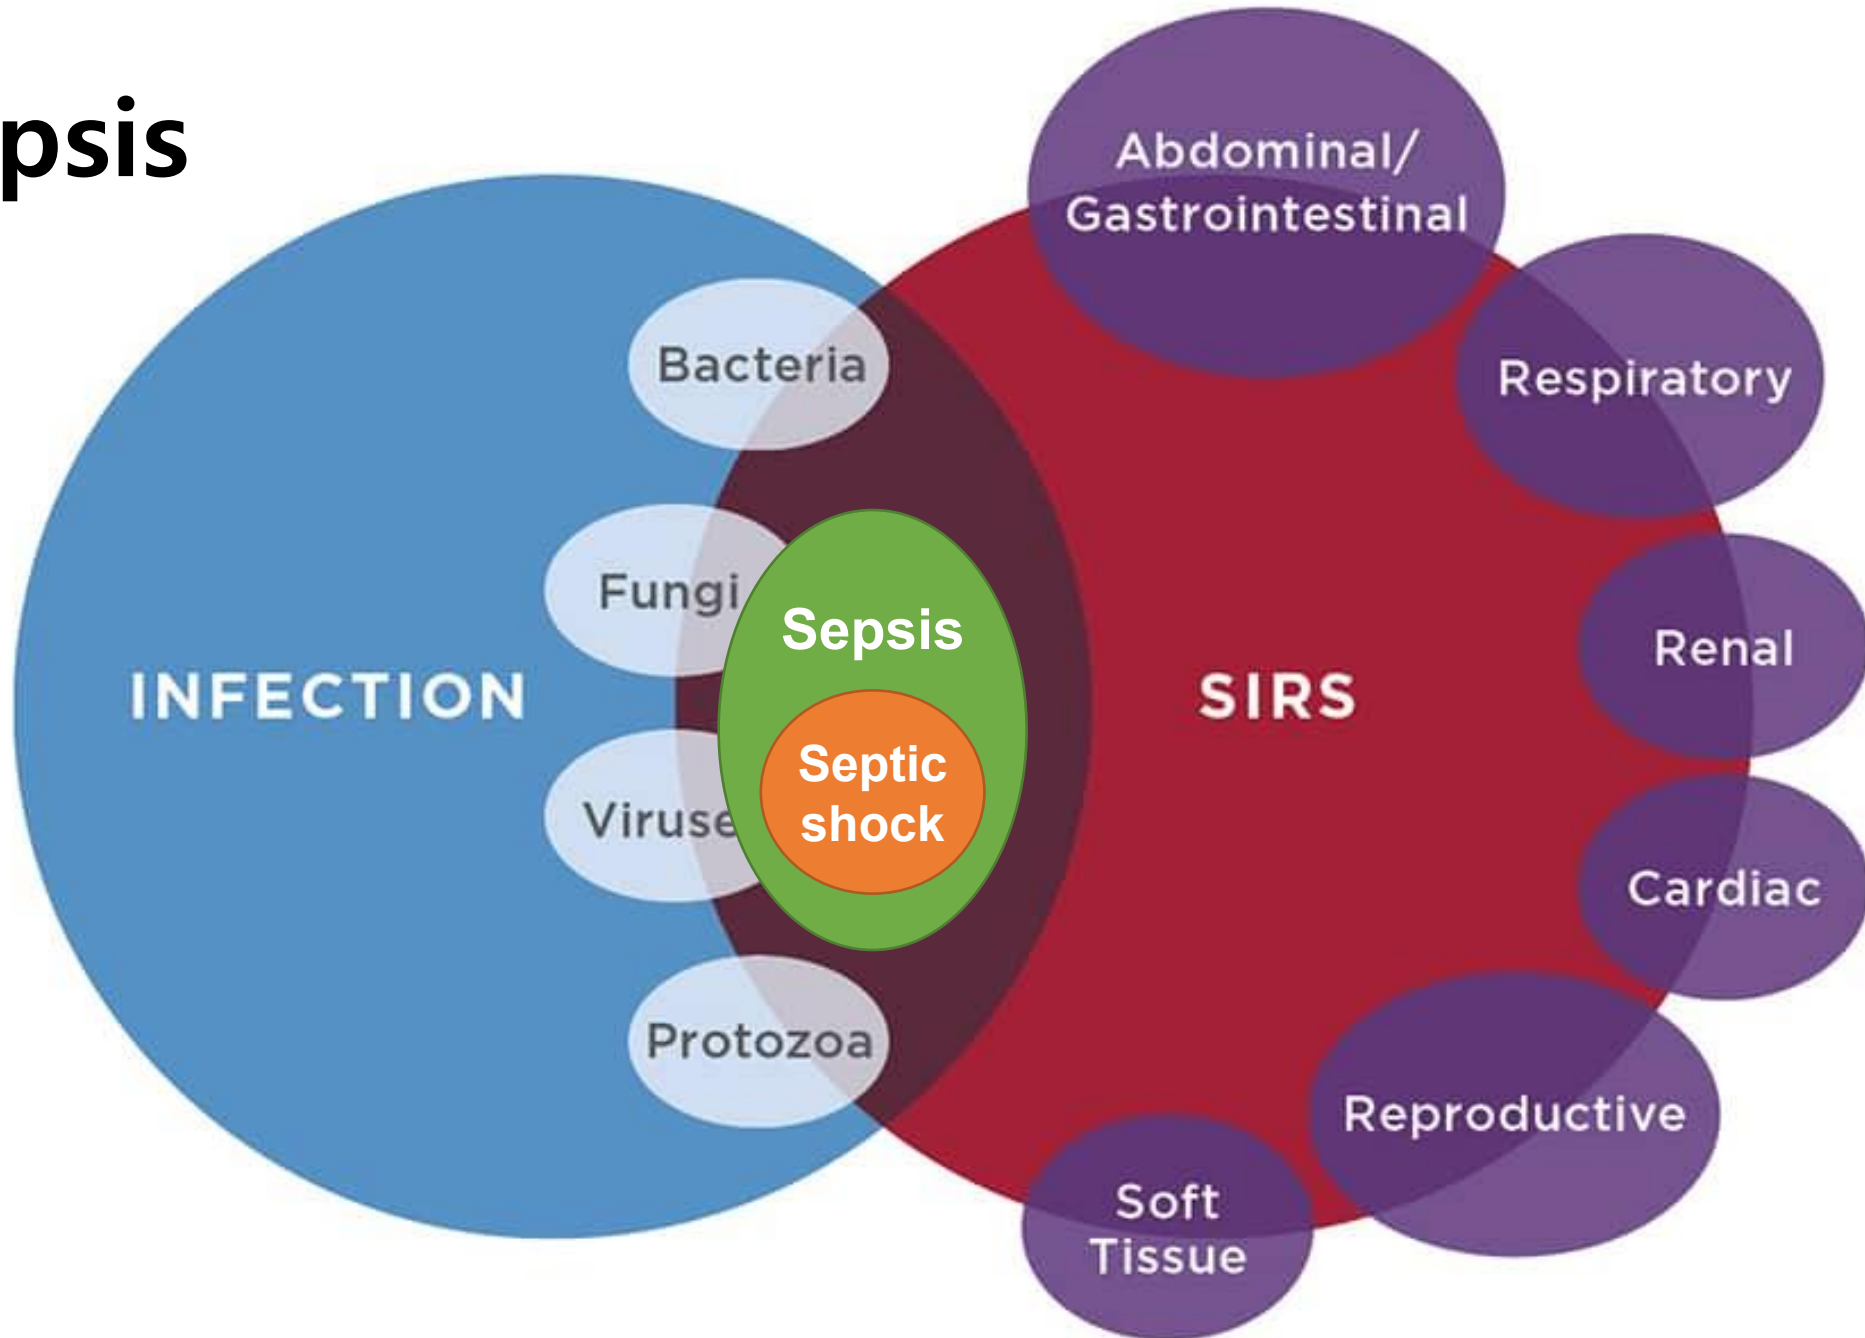 psis
Abdominal/
Gastrointestinal
Bacteria
Respiratory
Fungi
Sepsis
Renal
INFECTION
SIRS
Septic
shock
Viruse
Cardiac
Protozoa
Reproductive
Soft
Tissue